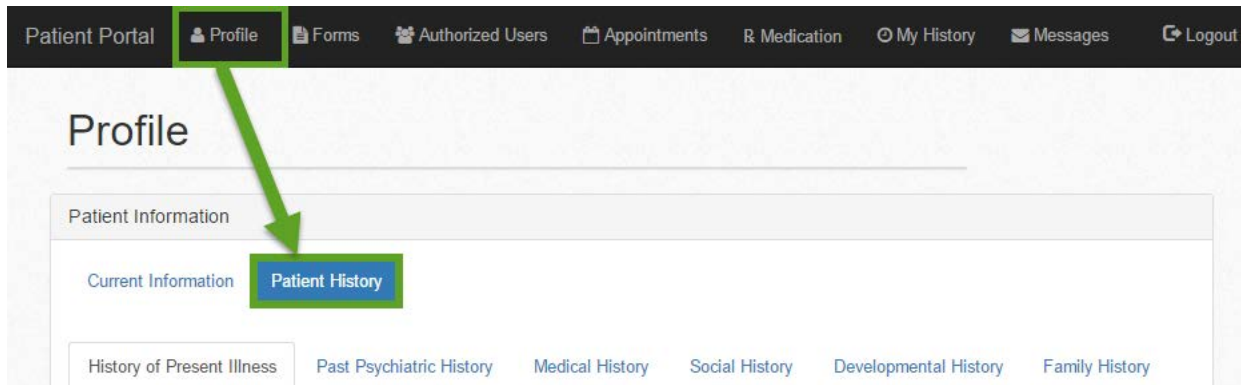 Patient Portal Profile Forms Authorized Users Appointments ℞ Medication My History Messages Logout
Profile
Patient Information
Current Information Patient History
History of Present Illness Past Psychiatric History Medical History Social History Developmental History Family History